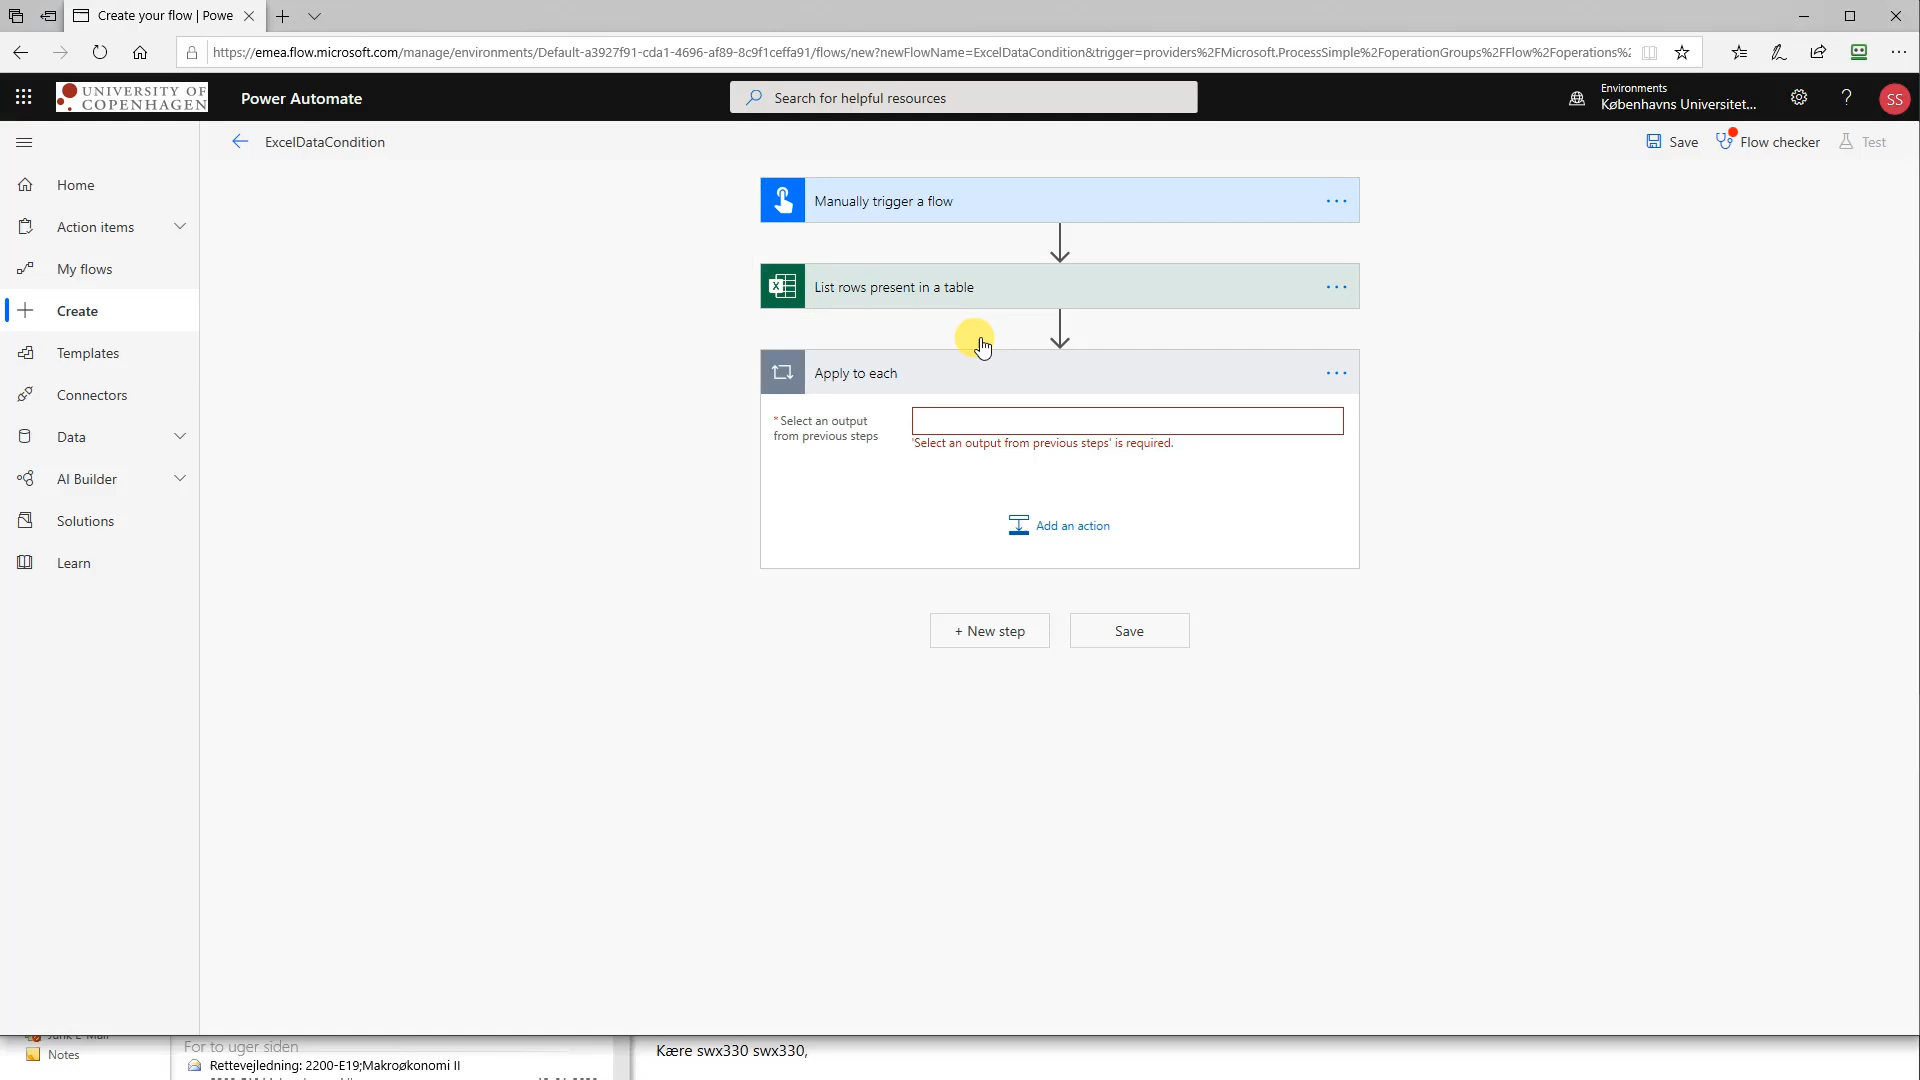 Create your flow | Powe
https://emea.flow.microsoft.com/manage/environments/Default-a3927f91-cda1-4696-af89-8c9f1ceffa91/flows/new?newFlowName=ExcelDataCondition&trigger=providers%2FMicrosoft.ProcessSimple%2FoperationGroups%2FFlow%2Foperations%2
UNIVERSITY OF
COPENHAGEN
Power Automate
Search for helpful resources
Environments
Københavns Universitet...
?
SS
ExcelDataCondition
Save
Flow checker
Test
Home
Action items
My flows
Create
Templates
Connectors
Data
AI Builder
Solutions
Learn
Manually trigger a flow
List rows present in a table
Apply to each
* Select an output
from previous steps
'Select an output from previous steps' is required.
Add an action
+ New step
Save
Junk E-Mail
Notes
For to uger siden
Rettevejledning: 2200-E19;Makroøkonomi II
Kære swx330 swx330,